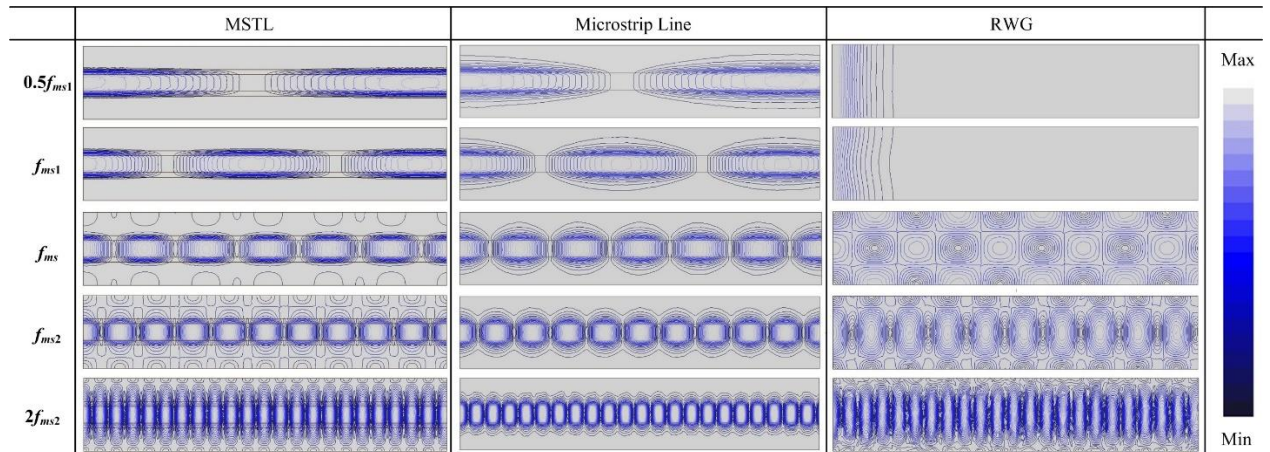 MSTL
Microstrip Line
RWG
0.5fms1
fms1
fms
fms2
2fms2
Max
Min